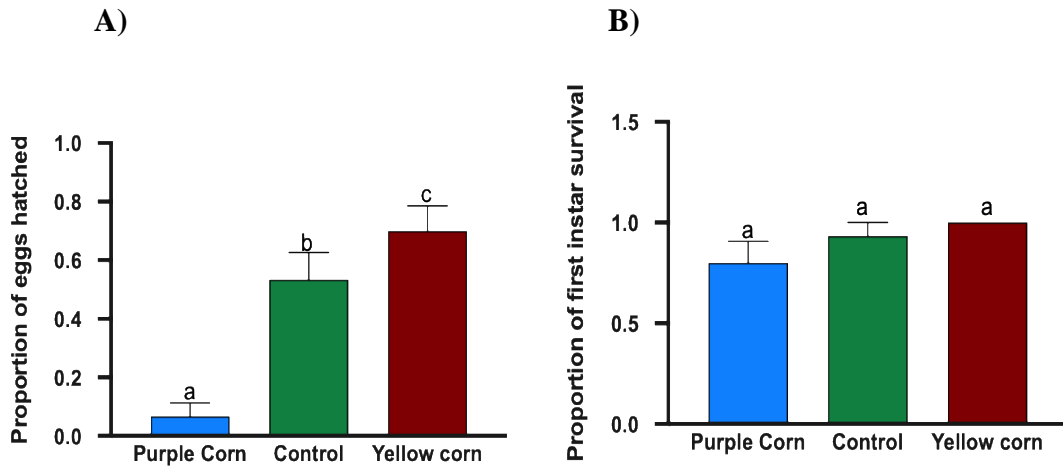 A)
Proportion of eggs hatched
1.0
0.8
0.6
0.4
0.2
0.0
a
b
c
Purple Corn Control Yellow corn
B)
Proportion of first instar survival
1.5
1.0
0.5
0.0
a
a
a
Purple Corn Control Yellow corn